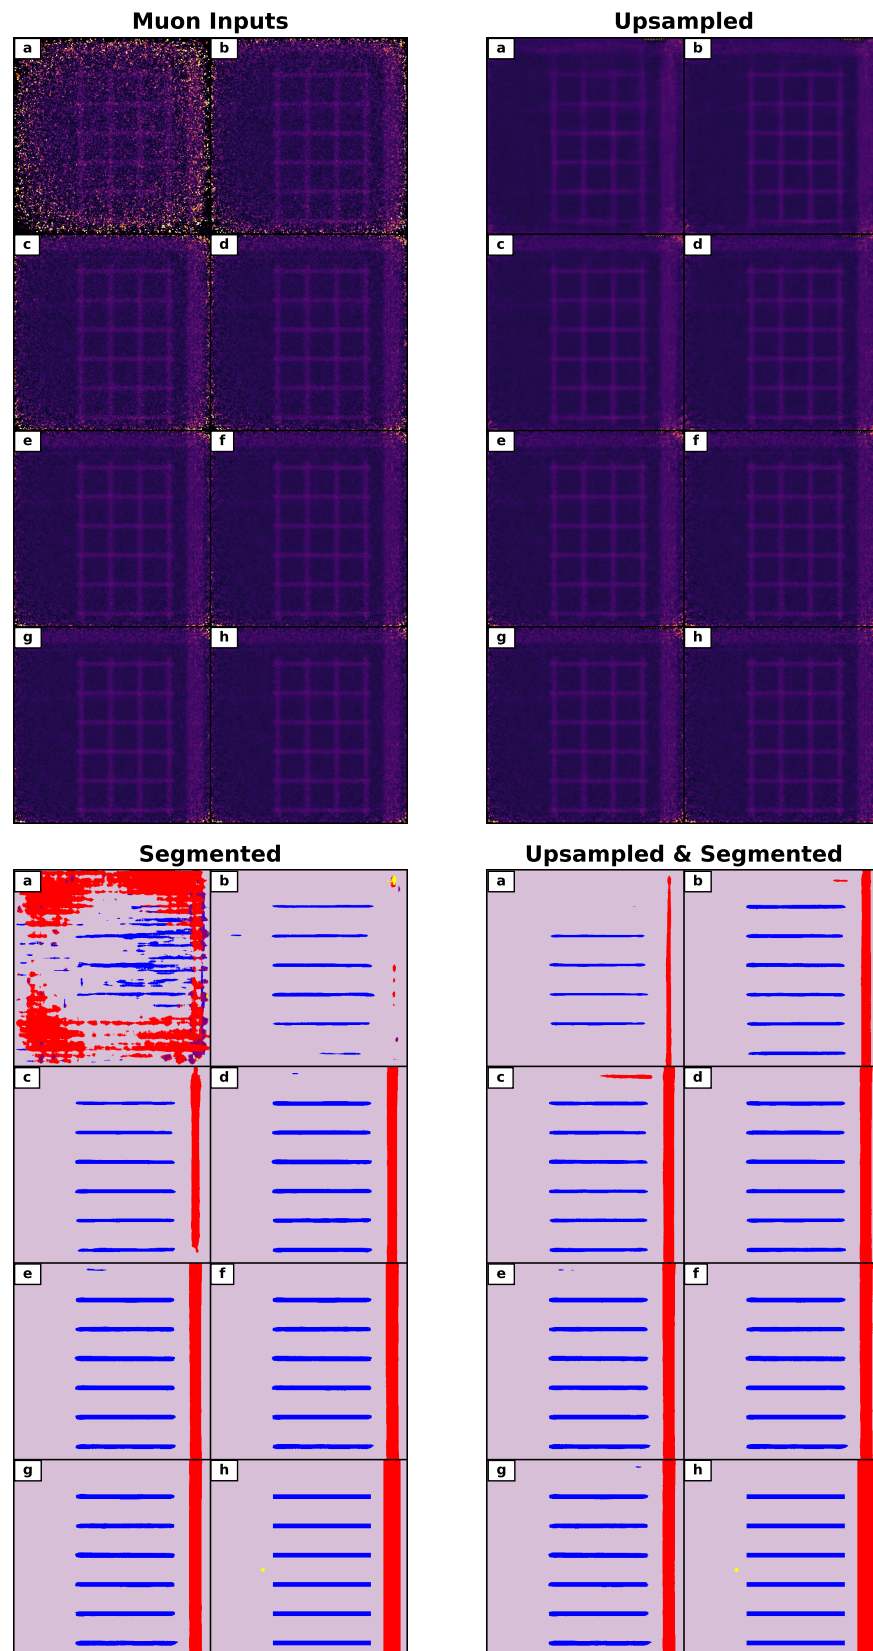 Muon Inputs
a b
c d
e f
g h
Upsampled
a b
c d
e f
g h
Segmented
a b
c d
e f
g h
Upsampled & Segmented
a b
c d
e f
g h